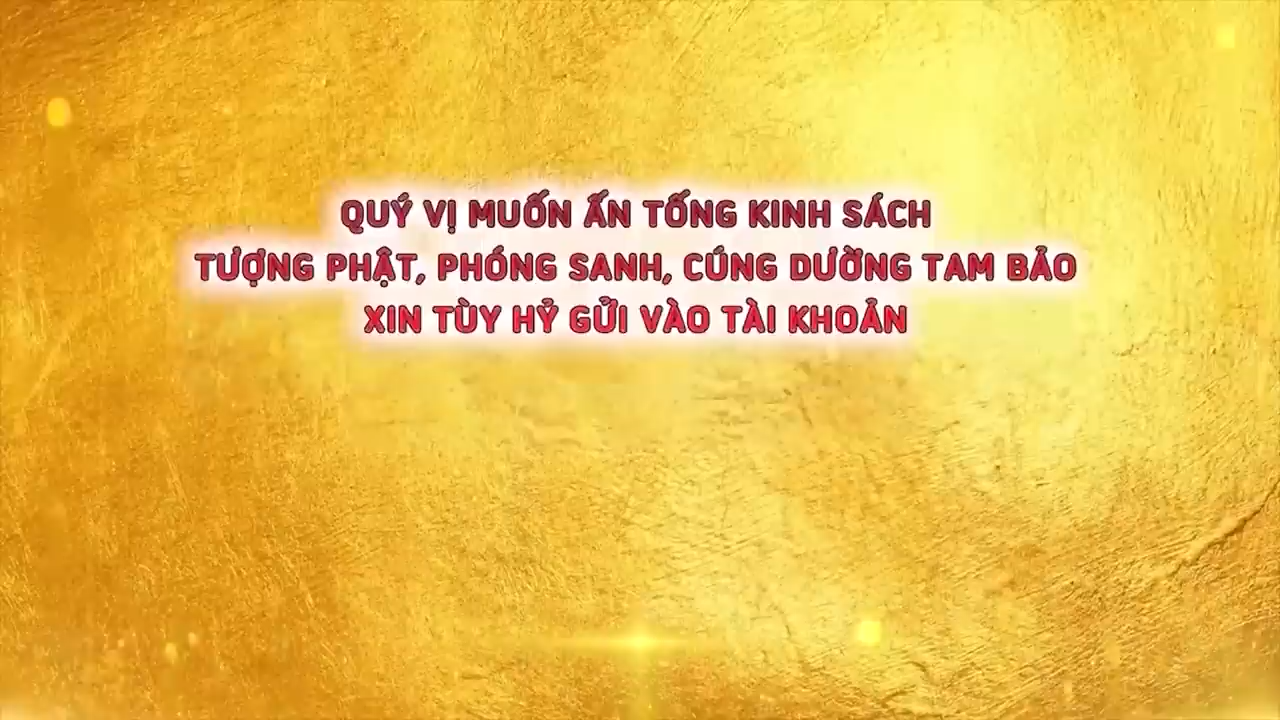 QUÝ VỊ MUỐN ẤN TỐNG KINH SÁCH
TƯỢNG PHẬT, PHÓNG SANH, CÚNG DƯỜNG TAM BẢO
XIN TÙY HỶ GỬI VÀO TÀI KHOẢN